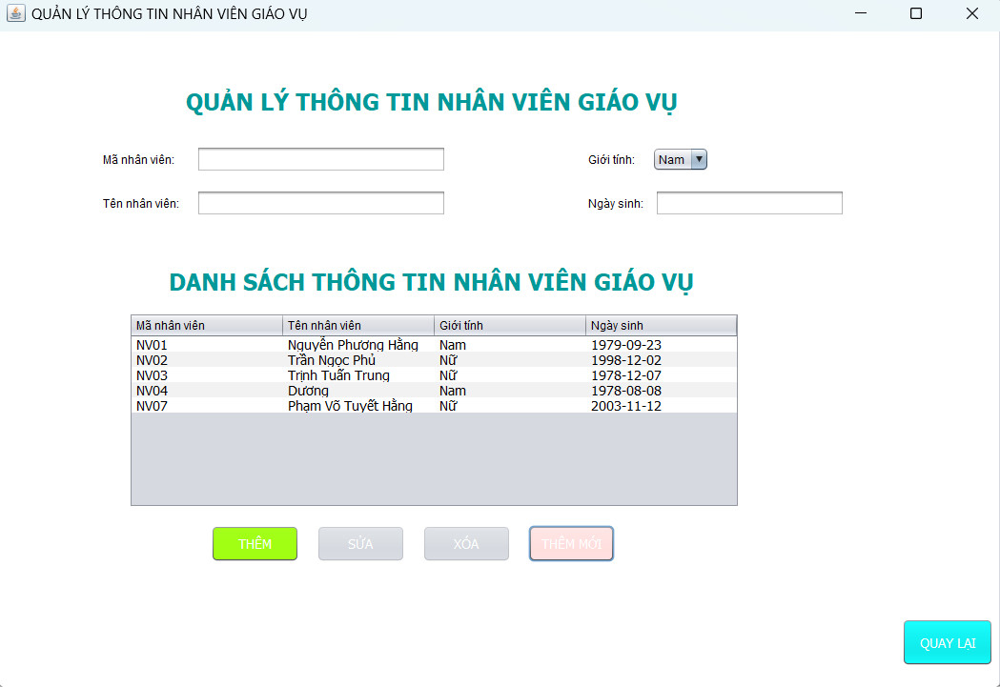 QUẢN LÝ THÔNG TIN NHÂN VIÊN GIÁO VỤ
QUẢN LÝ THÔNG TIN NHÂN VIÊN GIÁO VỤ
Mã nhân viên: Giới tính: Nam
Tên nhân viên: Ngày sinh:
DANH SÁCH THÔNG TIN NHÂN VIÊN GIÁO VỤ
Mã nhân viên Tên nhân viên Giới tính Ngày sinh
NV01 Nguyễn Phương Hằng Nam 1979-09-23
NV02 Trần Ngọc Phủ Nữ 1998-12-02
NV03 Trịnh Tuấn Trung Nữ 1978-12-07
NV04 Dương Nam 1978-08-08
NV07 Phạm Võ Tuyết Hằng Nữ 2003-11-12
THÊM SỬA XÓA THÊM MỚI
QUAY LẠI